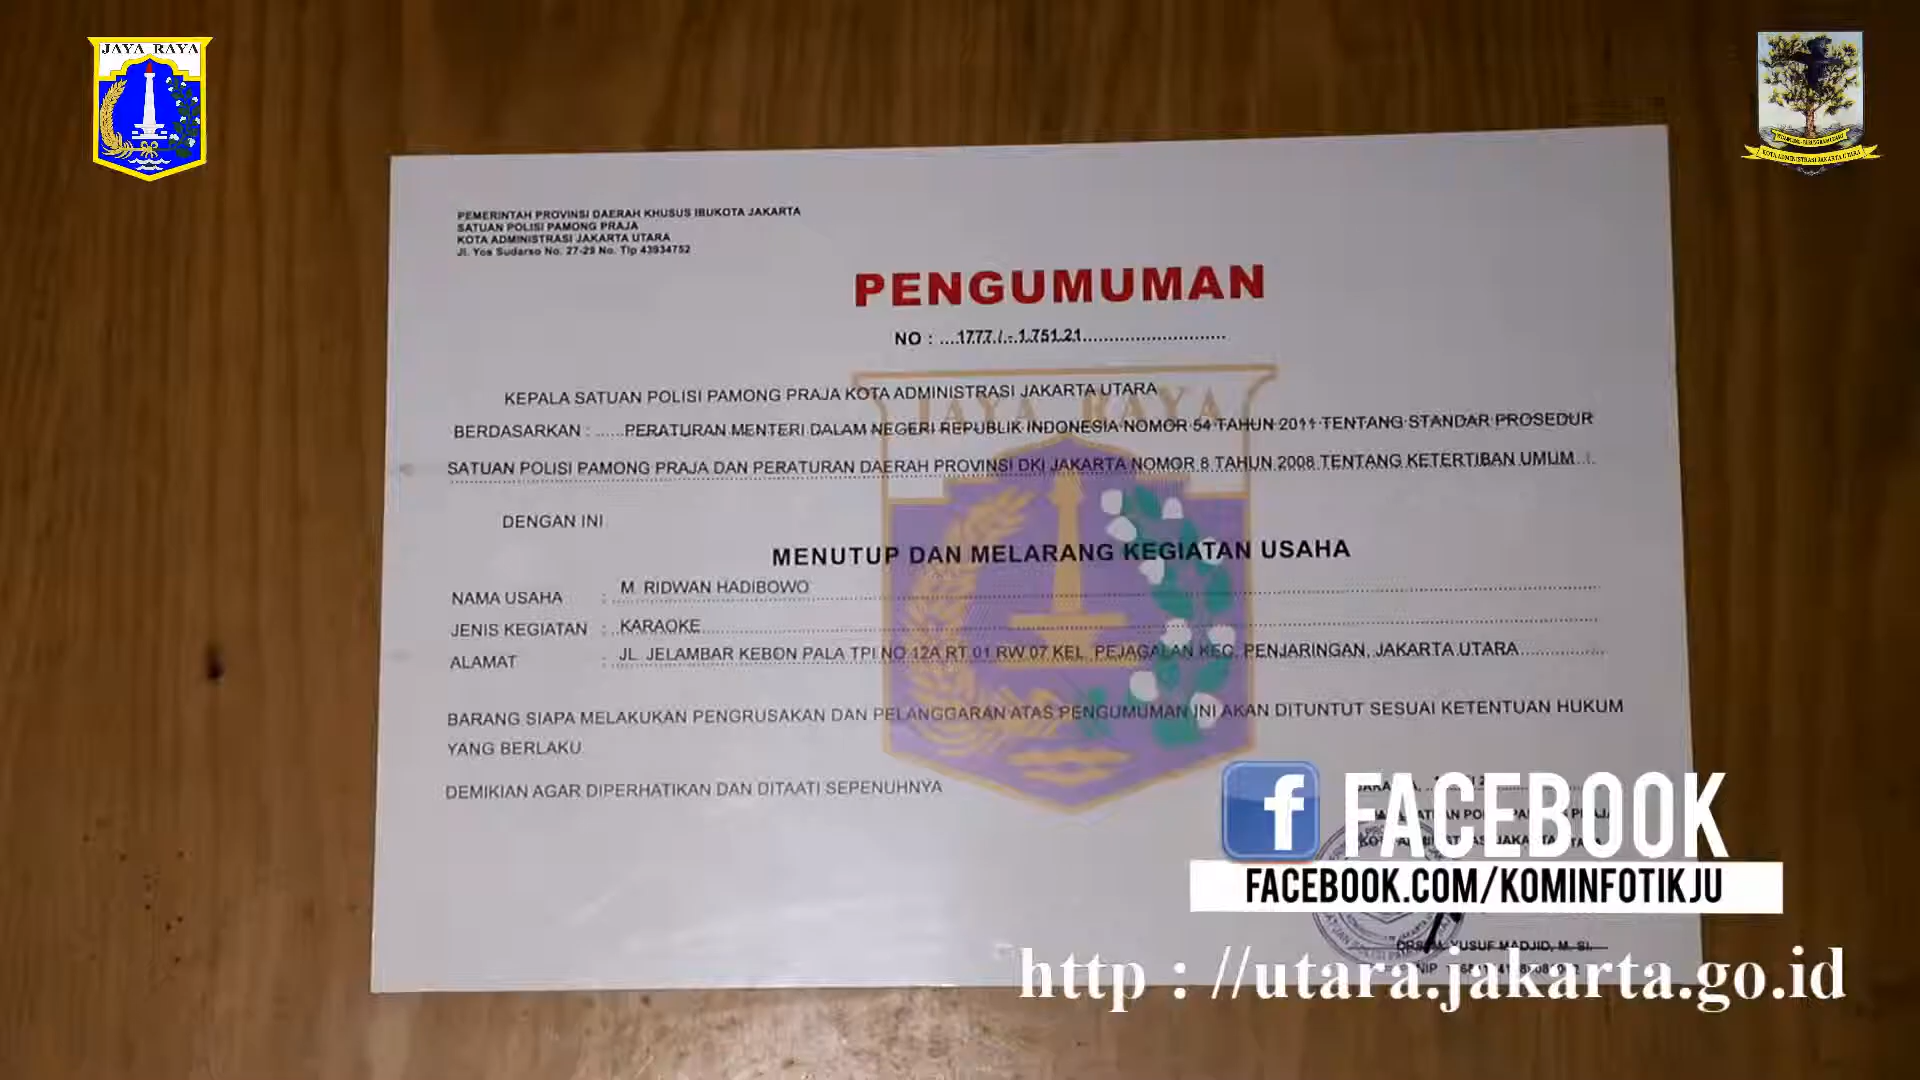 JAYA RAYA
KOTA ADMINISTRASI JAKARTA UTARA
PEMERINTAH PROVINSI DAERAH KHUSUS IBUKOTA JAKARTA
SATUAN POLISI PAMONG PRAJA
KOTA ADMINISTRASI JAKARTA UTARA
Jl. Yos Sudarso No. 27-29 No. Tlp 43934752
PENGUMUMAN
NO : ....1777 / - 1.751.21
JAYA RAYA
KEPALA SATUAN POLISI PAMONG PRAJA KOTA ADMINISTRASI JAKARTA UTARA
BERDASARKAN : ......PERATURAN MENTERI DALAM NEGERI REPUBLIK INDONESIA NOMOR 54 TAHUN 2011 TENTANG STANDAR PROSEDUR
SATUAN POLISI PAMONG PRAJA DAN PERATURAN DAERAH PROVINSI DKI JAKARTA NOMOR 8 TAHUN 2008 TENTANG KETERTIBAN UMUM
DENGAN INI
MENUTUP DAN MELARANG KEGIATAN USAHA
NAMA USAHA : M. RIDWAN HADIBOWO
JENIS KEGIATAN : KARAOKE
ALAMAT : JL. JELAMBAR KEBON PALA TPI NO 12A RT 01 RW 07 KEL. PEJAGALAN KEC. PENJARINGAN, JAKARTA UTARA
BARANG SIAPA MELAKUKAN PENGRUSAKAN DAN PELANGGARAN ATAS PENGUMUMAN INI AKAN DITUNTUT SESUAI KETENTUAN HUKUM
YANG BERLAKU.
DEMIKIAN AGAR DIPERHATIKAN DAN DITAATI SEPENUHNYA
FACEBOOK
FACEBOOK.COM/KOMINFOTIKJU
YUSUF MADJID, M. SI.
NIP
http : //utara.jakarta.go.id